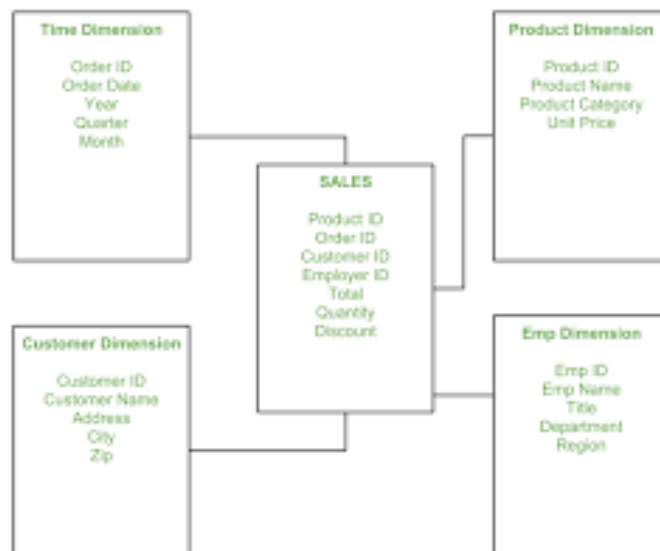 Time Dimension
Order ID
Order Date
Year
Quarter
Month
Product Dimension
Product ID
Product Name
Product Category
Unit Price
SALES
Product ID
Order ID
Customer ID
Employer ID
Total
Quantity
Discount
Customer Dimension
Customer ID
Customer Name
Address
City
Zip
Emp Dimension
Emp ID
Emp Name
Title
Department
Region